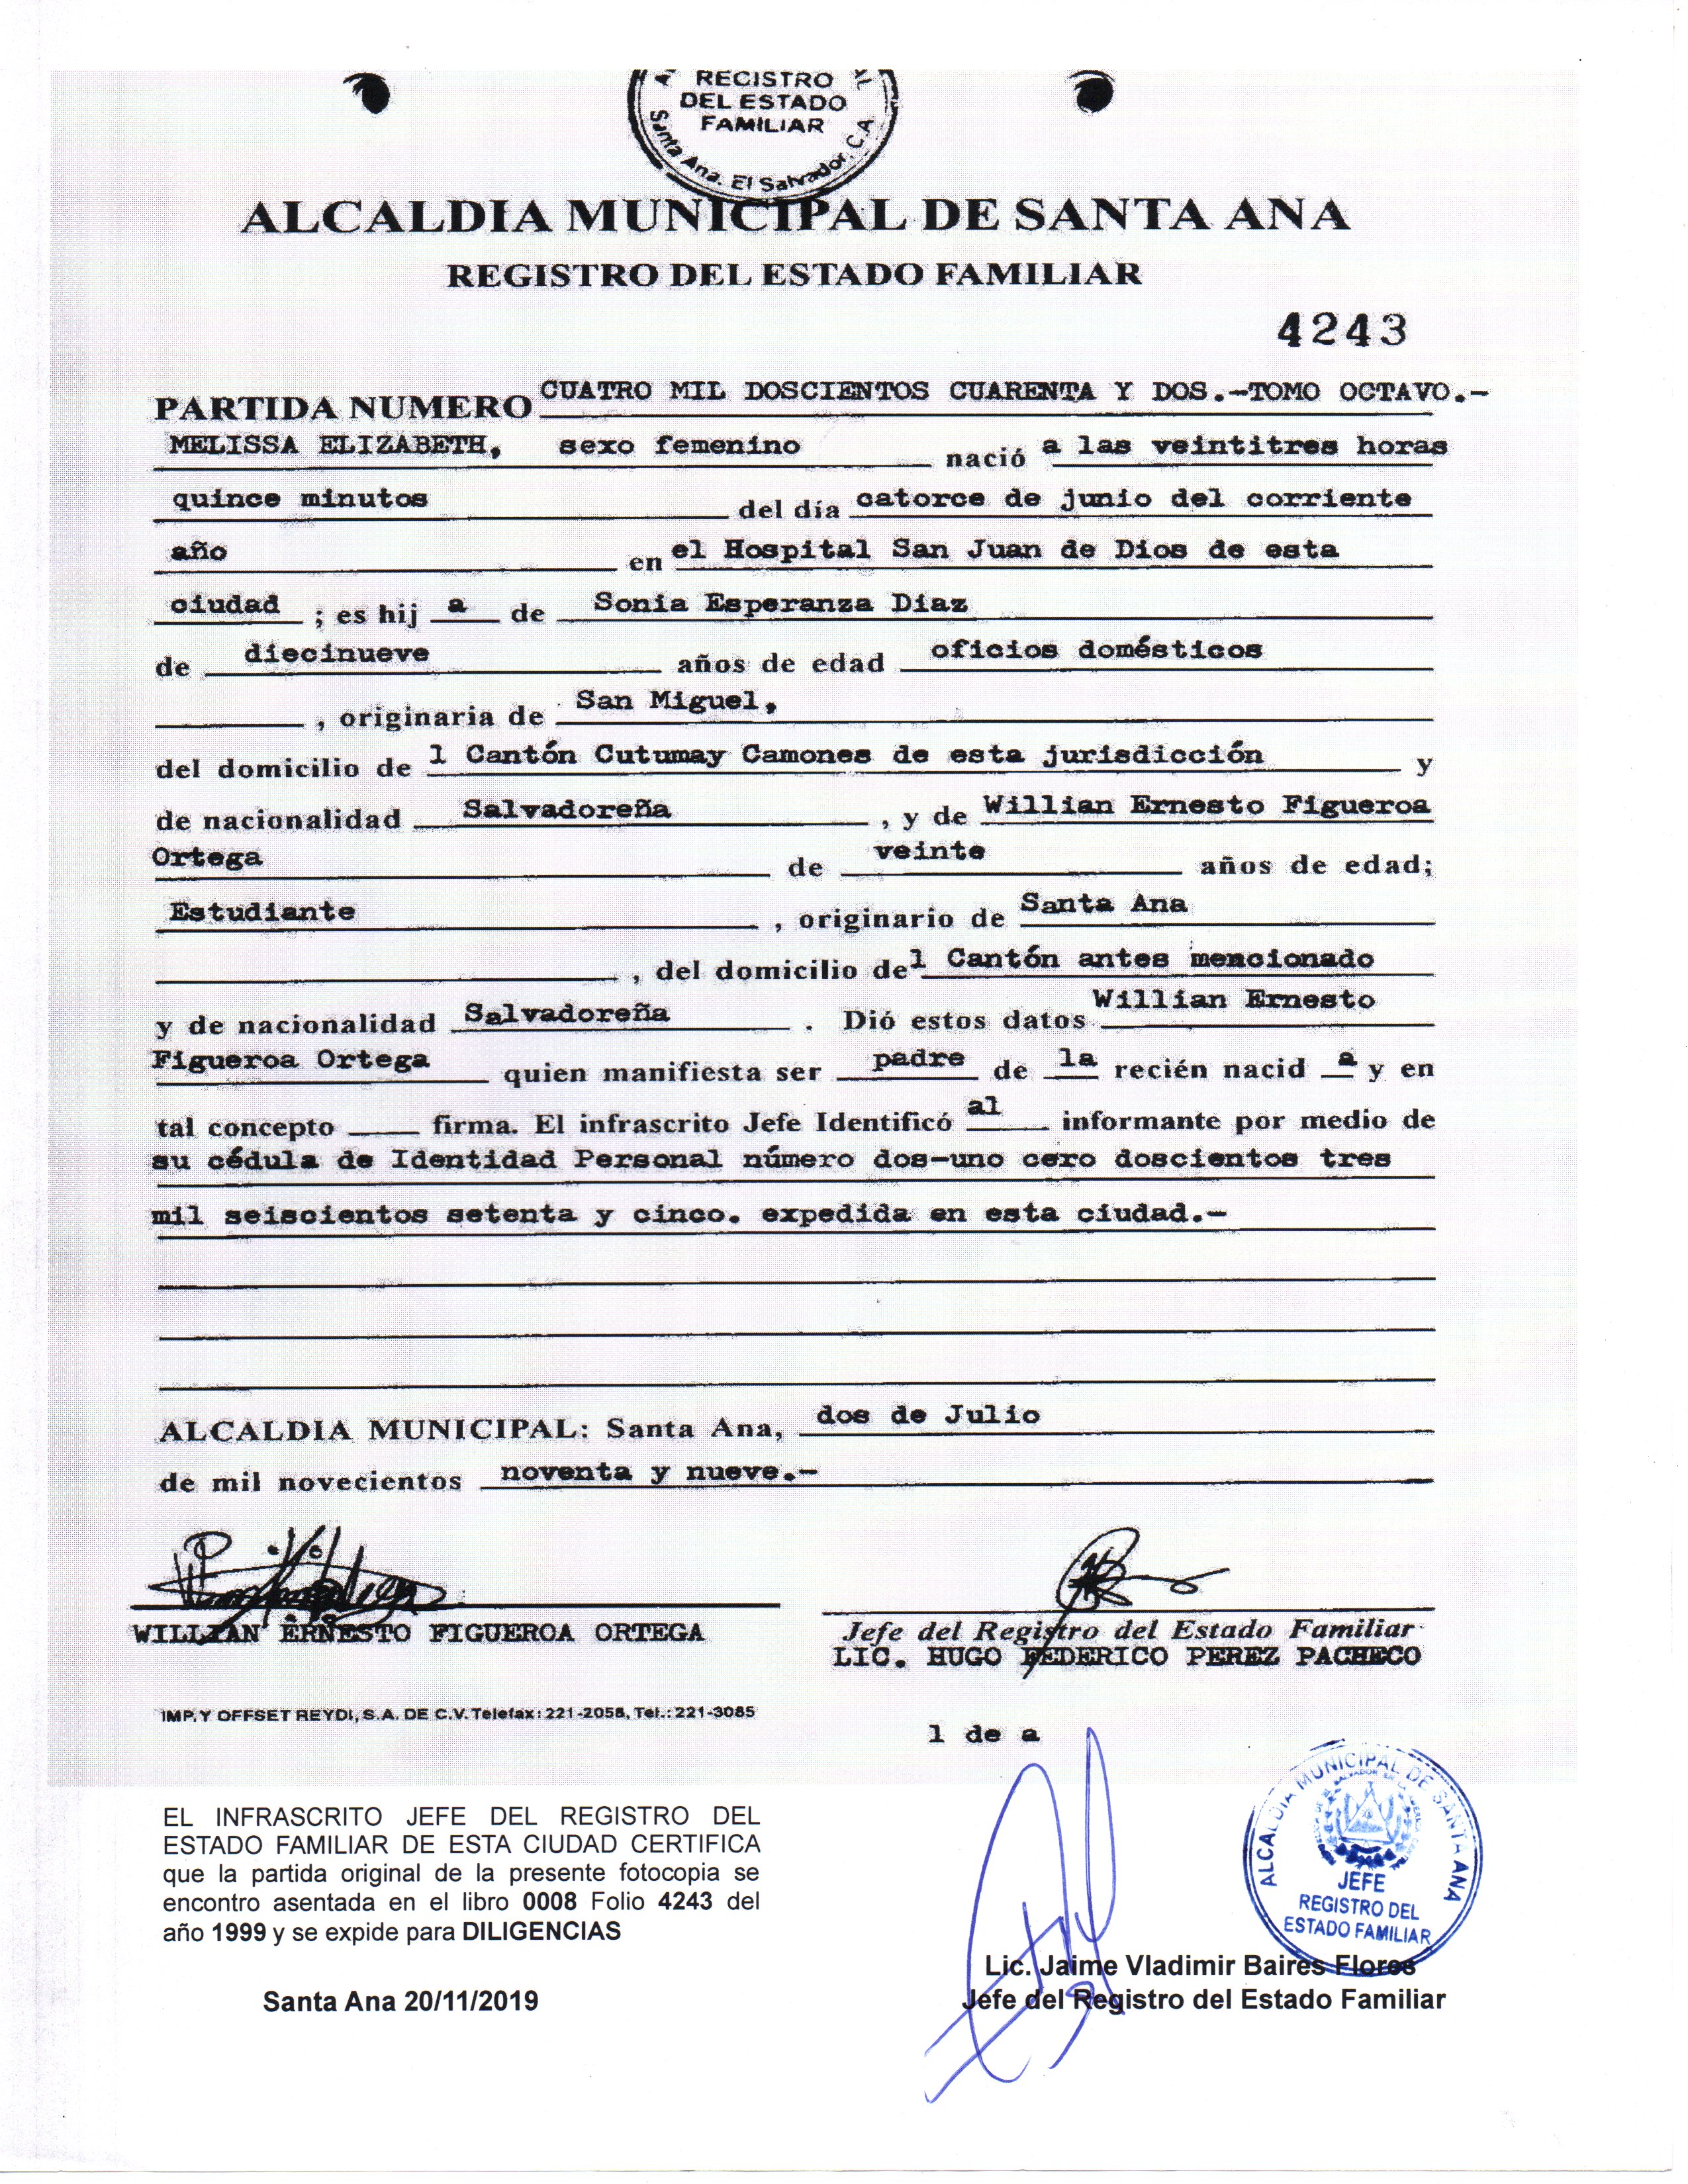 REGISTRO
DEL ESTADO
FAMILIAR
Santa Ana. El Salvador, C.A.
ALCALDIA MUNICIPAL DE SANTA ANA
REGISTRO DEL ESTADO FAMILIAR
4243
PARTIDA NUMERO CUATRO MIL DOSCIENTOS CUARENTA Y DOS.-TOMO OCTAVO.-
MELISSA ELIZABETH, sexo femenino nació a las veintitres horas
quince minutos del día catorce de junio del corriente
año en el Hospital San Juan de Dios de esta
ciudad ; es hij a de Sonia Esperanza Diaz
de diecinueve años de edad oficios domésticos
, originaria de San Miguel,
del domicilio de l Cantón Cutumay Camones de esta jurisdicción y
de nacionalidad Salvadoreña , y de Willian Ernesto Figueroa
Ortega de veinte años de edad;
Estudiante , originario de Santa Ana
, del domicilio de l Cantón antes mencionado
y de nacionalidad Salvadoreña . Dió estos datos Willian Ernesto
Figueroa Ortega quien manifiesta ser padre de la recién nacid a y en
tal concepto firma. El infrascrito Jefe Identificó al informante por medio de
su cédula de Identidad Personal número dos-uno cero doscientos tres
mil seiscientos setenta y cinco. expedida en esta ciudad.-
ALCALDIA MUNICIPAL: Santa Ana, dos de Julio
de mil novecientos noventa y nueve.-
WILLIAN ERNESTO FIGUEROA ORTEGA
Jefe del Registro del Estado Familiar
LIC. HUGO FEDERICO PEREZ PACHECO
IMP. Y OFFSET REYDI, S.A. DE C.V. Telefax: 221-2058, Tel.: 221-3085
l de a
EL INFRASCRITO JEFE DEL REGISTRO DEL
ESTADO FAMILIAR DE ESTA CIUDAD CERTIFICA
que la partida original de la presente fotocopia se
encontro asentada en el libro 0008 Folio 4243 del
año 1999 y se expide para DILIGENCIAS
Santa Ana 20/11/2019
ALCALDIA MUNICIPAL DE SANTA ANA
JEFE
REGISTRO DEL
ESTADO FAMILIAR
Lic. Jaime Vladimir Baires Flores
Jefe del Registro del Estado Familiar